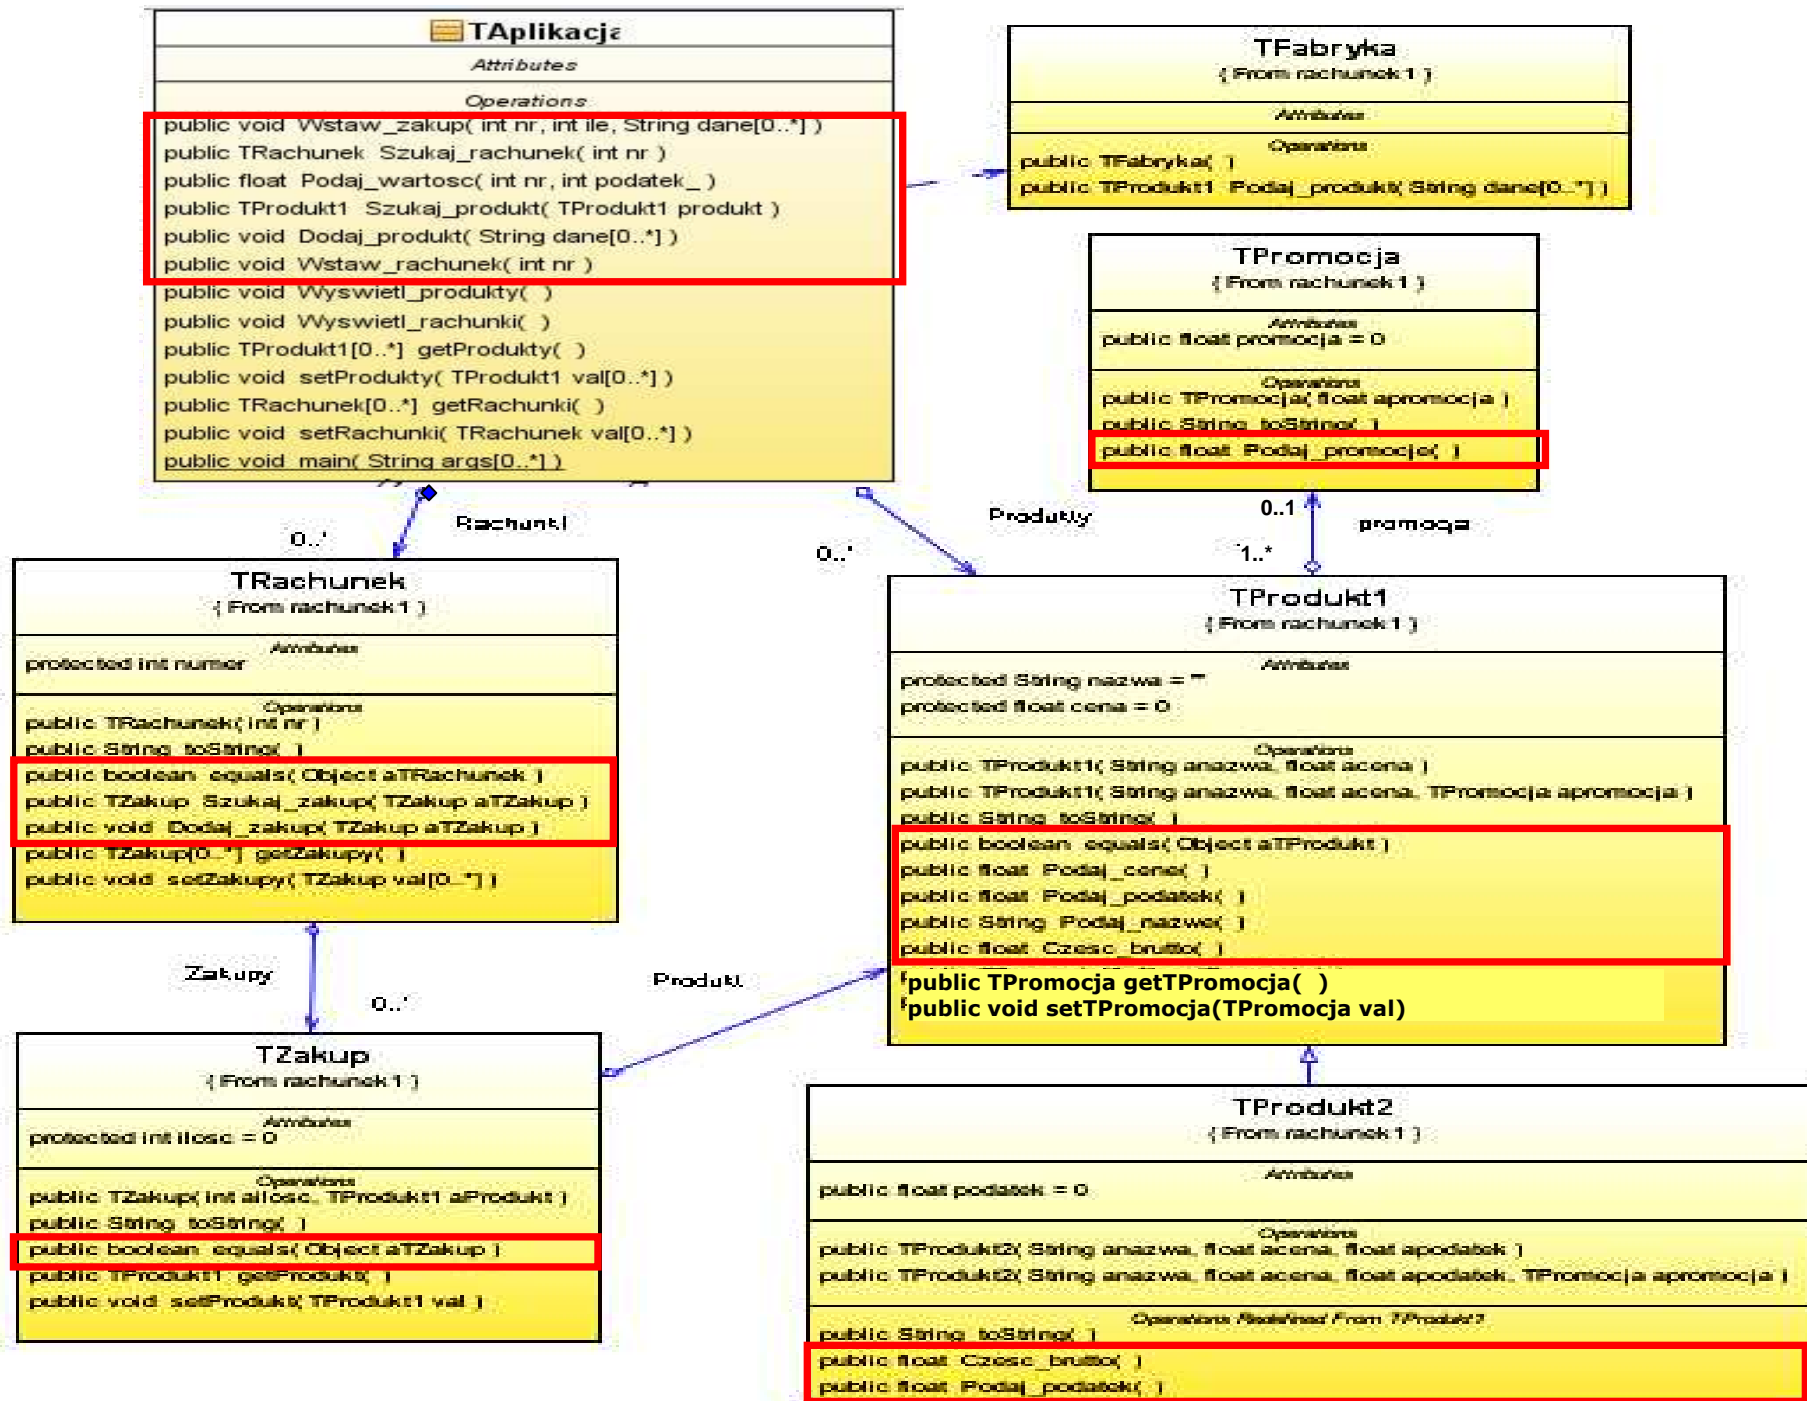 TAplikacja
Attributes
Operations
public void Wstaw_zakup( int nr, int ile, String dane[0..*] )
public TRachunek Szukaj_rachunek( int nr )
public float Podaj_wartosc( int nr, int podatek_ )
public TProdukt1 Szukaj_produkt( TProdukt1 produkt )
public void Dodaj_produkt( String dane[0..*] )
public void Wstaw_rachunek( int nr )
public void Wyswietl_produkty( )
public void Wyswietl_rachunki( )
public TProdukt1[0..*] getProdukty( )
public void setProdukty( TProdukt1 val[0..*] )
public TRachunek[0..*] getRachunki( )
public void setRachunki( TRachunek val[0..*] )
public void main( String args[0..*] )
TFabryka
{ From rachunek1 }
Attributes
Operations
public TFabryka( )
public TProdukt1 Podaj_produkt( String dane[0..*] )
TPromocja
{ From rachunek1 }
Attributes
public float promocja = 0
Operations
public TPromocja( float apromocja )
public String toString( )
public float Podaj_promocje( )
0..*
Rachunki
Produkty
0..*
0..1
promocja
1..*
TRachunek
{ From rachunek1 }
Attributes
protected int numer
Operations
public TRachunek( int nr )
public String toString( )
public boolean equals( Object aTRachunek )
public TZakup Szukaj_zakup( TZakup aTZakup )
public void Dodaj_zakup( TZakup aTZakup )
public TZakup[0..*] getZakupy( )
public void setZakupy( TZakup val[0..*] )
TProdukt1
{ From rachunek1 }
Attributes
protected String nazwa = ""
protected float cena = 0
Operations
public TProdukt1( String anazwa, float acena )
public TProdukt1( String anazwa, float acena, TPromocja apromocja )
public String toString( )
public boolean equals( Object aTProdukt )
public float Podaj_cene( )
public float Podaj_podatek( )
public String Podaj_nazwe( )
public float Czesc_brutto( )
public TPromocja getTPromocja( )
public void setTPromocja(TPromocja val)
Zakupy
0..*
Produkt
TZakup
{ From rachunek1 }
Attributes
protected int ilosc = 0
Operations
public TZakup( int ailosc, TProdukt1 aProdukt )
public String toString( )
public boolean equals( Object aTZakup )
public TProdukt1 getProdukt( )
public void setProdukt( TProdukt1 val )
TProdukt2
{ From rachunek1 }
Attributes
public float podatek = 0
Operations
public TProdukt2( String anazwa, float acena, float apodatek )
public TProdukt2( String anazwa, float acena, float apodatek, TPromocja apromocja )
Operations Redefined From TProdukt1
public String toString( )
public float Czesc_brutto( )
public float Podaj_podatek( )